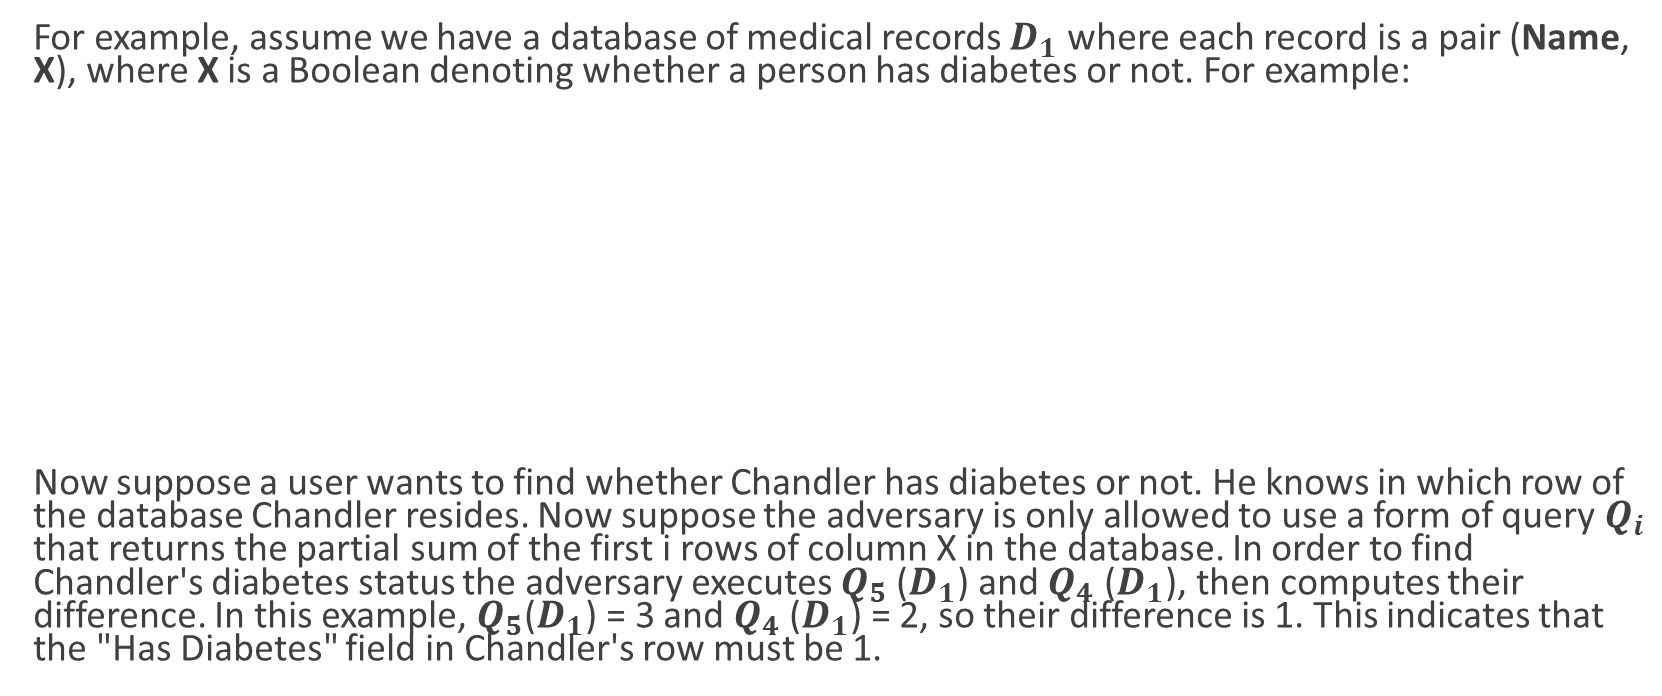 For example, assume we have a database of medical records D₁ where each record is a pair (Name,
X), where X is a Boolean denoting whether a person has diabetes or not. For example:
Now suppose a user wants to find whether Chandler has diabetes or not. He knows in which row of
the database Chandler resides. Now suppose the adversary is only allowed to use a form of query Qᵢ
that returns the partial sum of the first i rows of column X in the database. In order to find
Chandler's diabetes status the adversary executes Q₅ (D₁) and Q₄ (D₁), then computes their
difference. In this example, Q₅(D₁) = 3 and Q₄ (D₁) = 2, so their difference is 1. This indicates that
the "Has Diabetes" field in Chandler's row must be 1.